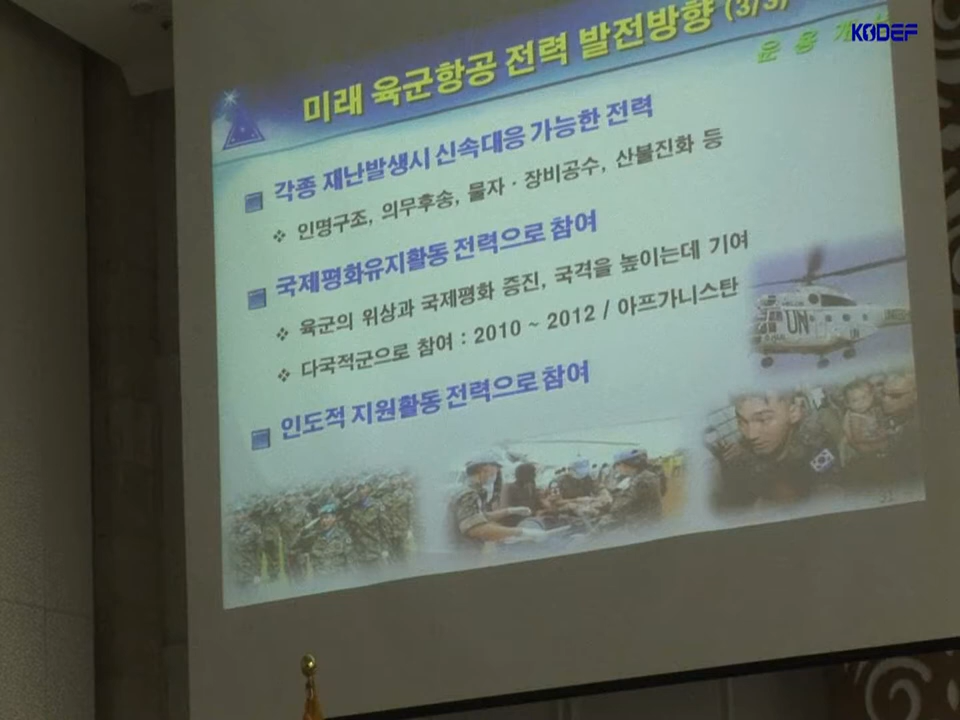 KODEF
미래 육군항공 전력 발전방향 (3/3)
운 용
각종 재난발생시 신속대응 가능한 전력
인명구조, 의무후송, 물자 · 장비공수, 산불진화 등
국제평화유지활동 전력으로 참여
육군의 위상과 국제평화 증진, 국격을 높이는데 기여
다국적군으로 참여 : 2010 ~ 2012 / 아프가니스탄
인도적 지원활동 전력으로 참여
UN